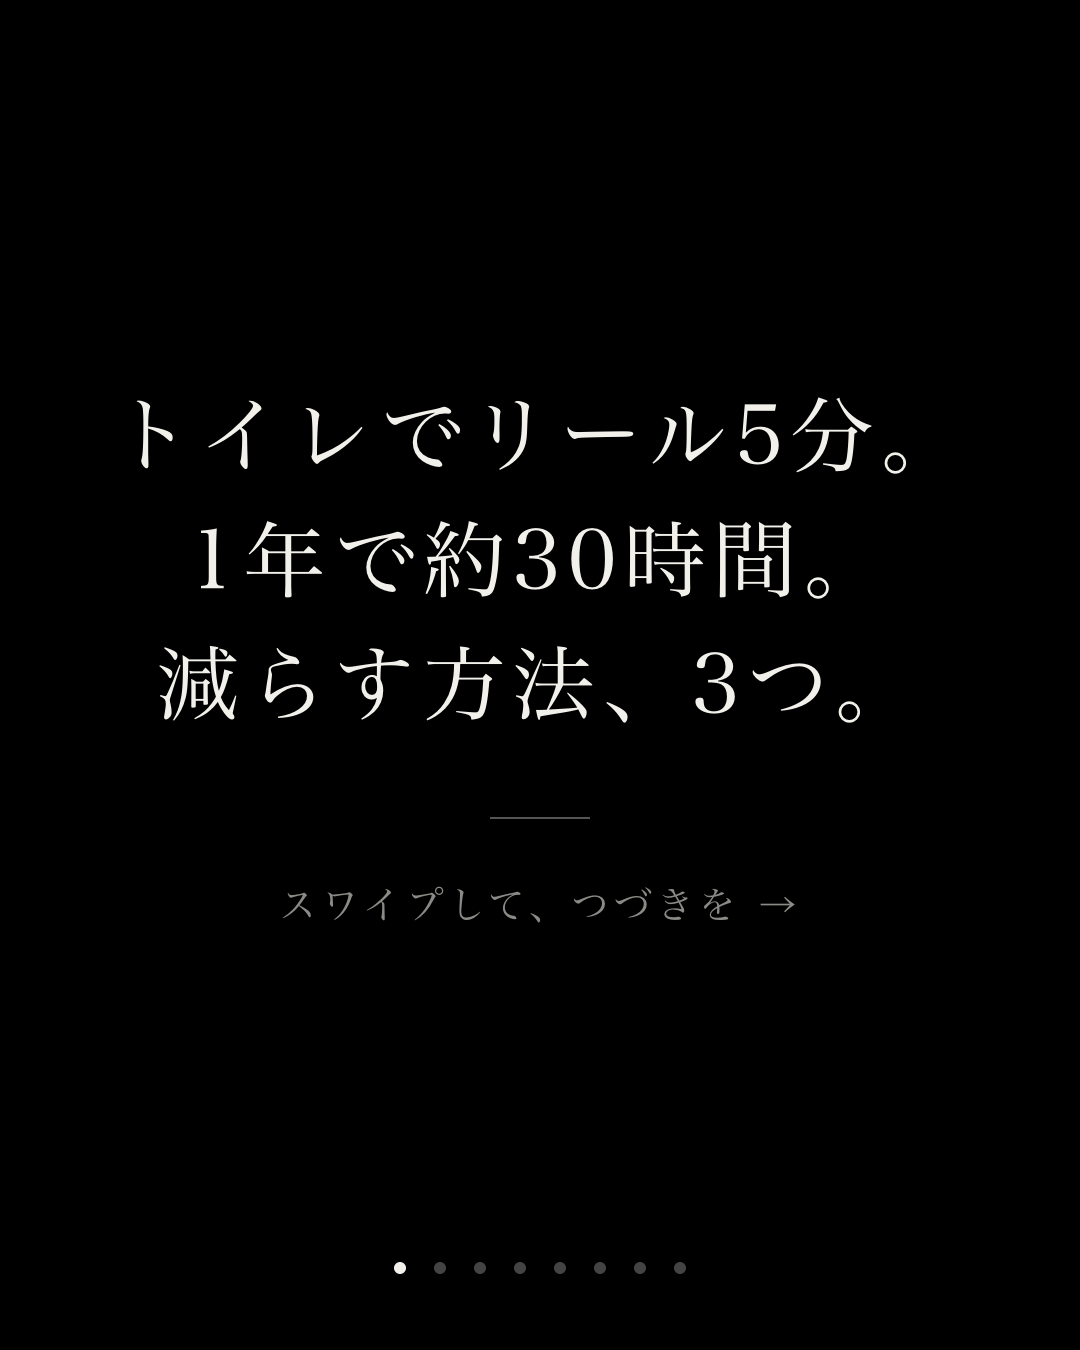 トイレでリール5分。
1年で約30時間。
減らす方法、3つ。
スワイプして、つづきを →